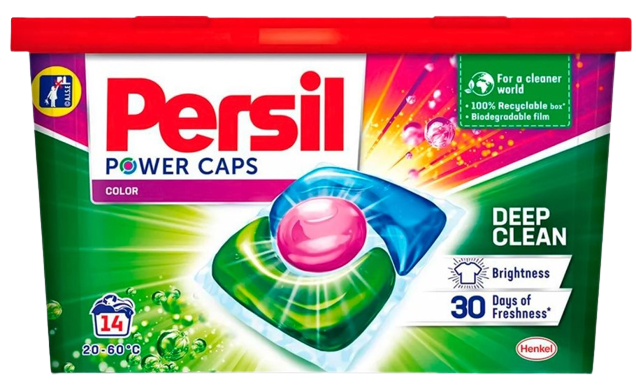 Persil
POWER CAPS
COLOR
For a cleaner
world
• 100% Recyclable box*
• Biodegradable film
DEEP
CLEAN
Brightness
30 Days of
Freshness*
14
20-60°C
Henkel